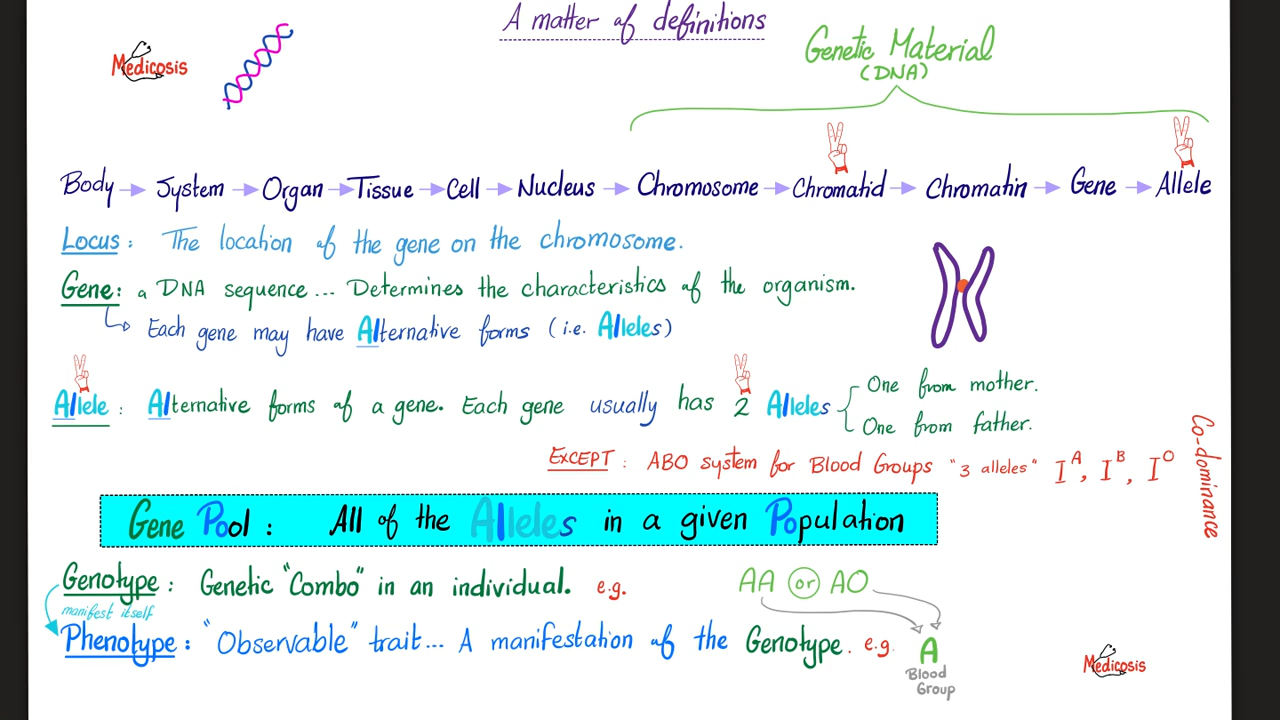 A matter of definitions
Medicosis
Genetic Material
(DNA)
Body → System → Organ → Tissue → Cell → Nucleus → Chromosome → Chromatid → Chromatin → Gene → Allele
Locus: The location of the gene on the chromosome.
Gene: a DNA sequence... Determines the characteristics of the organism.
Each gene may have Alternative forms (i.e. Alleles)
Allele: Alternative forms of a gene. Each gene usually has 2 Alleles
One from mother.
One from father.
EXCEPT: ABO system for Blood Groups "3 alleles" I^A, I^B, I^O
Co-dominance
Gene Pool: All of the Alleles in a given Population
Genotype: Genetic "Combo" in an individual. e.g. AA or AO
manifest itself
Phenotype: "Observable" trait... A manifestation of the Genotype. e.g. A
Blood
Group
Medicosis